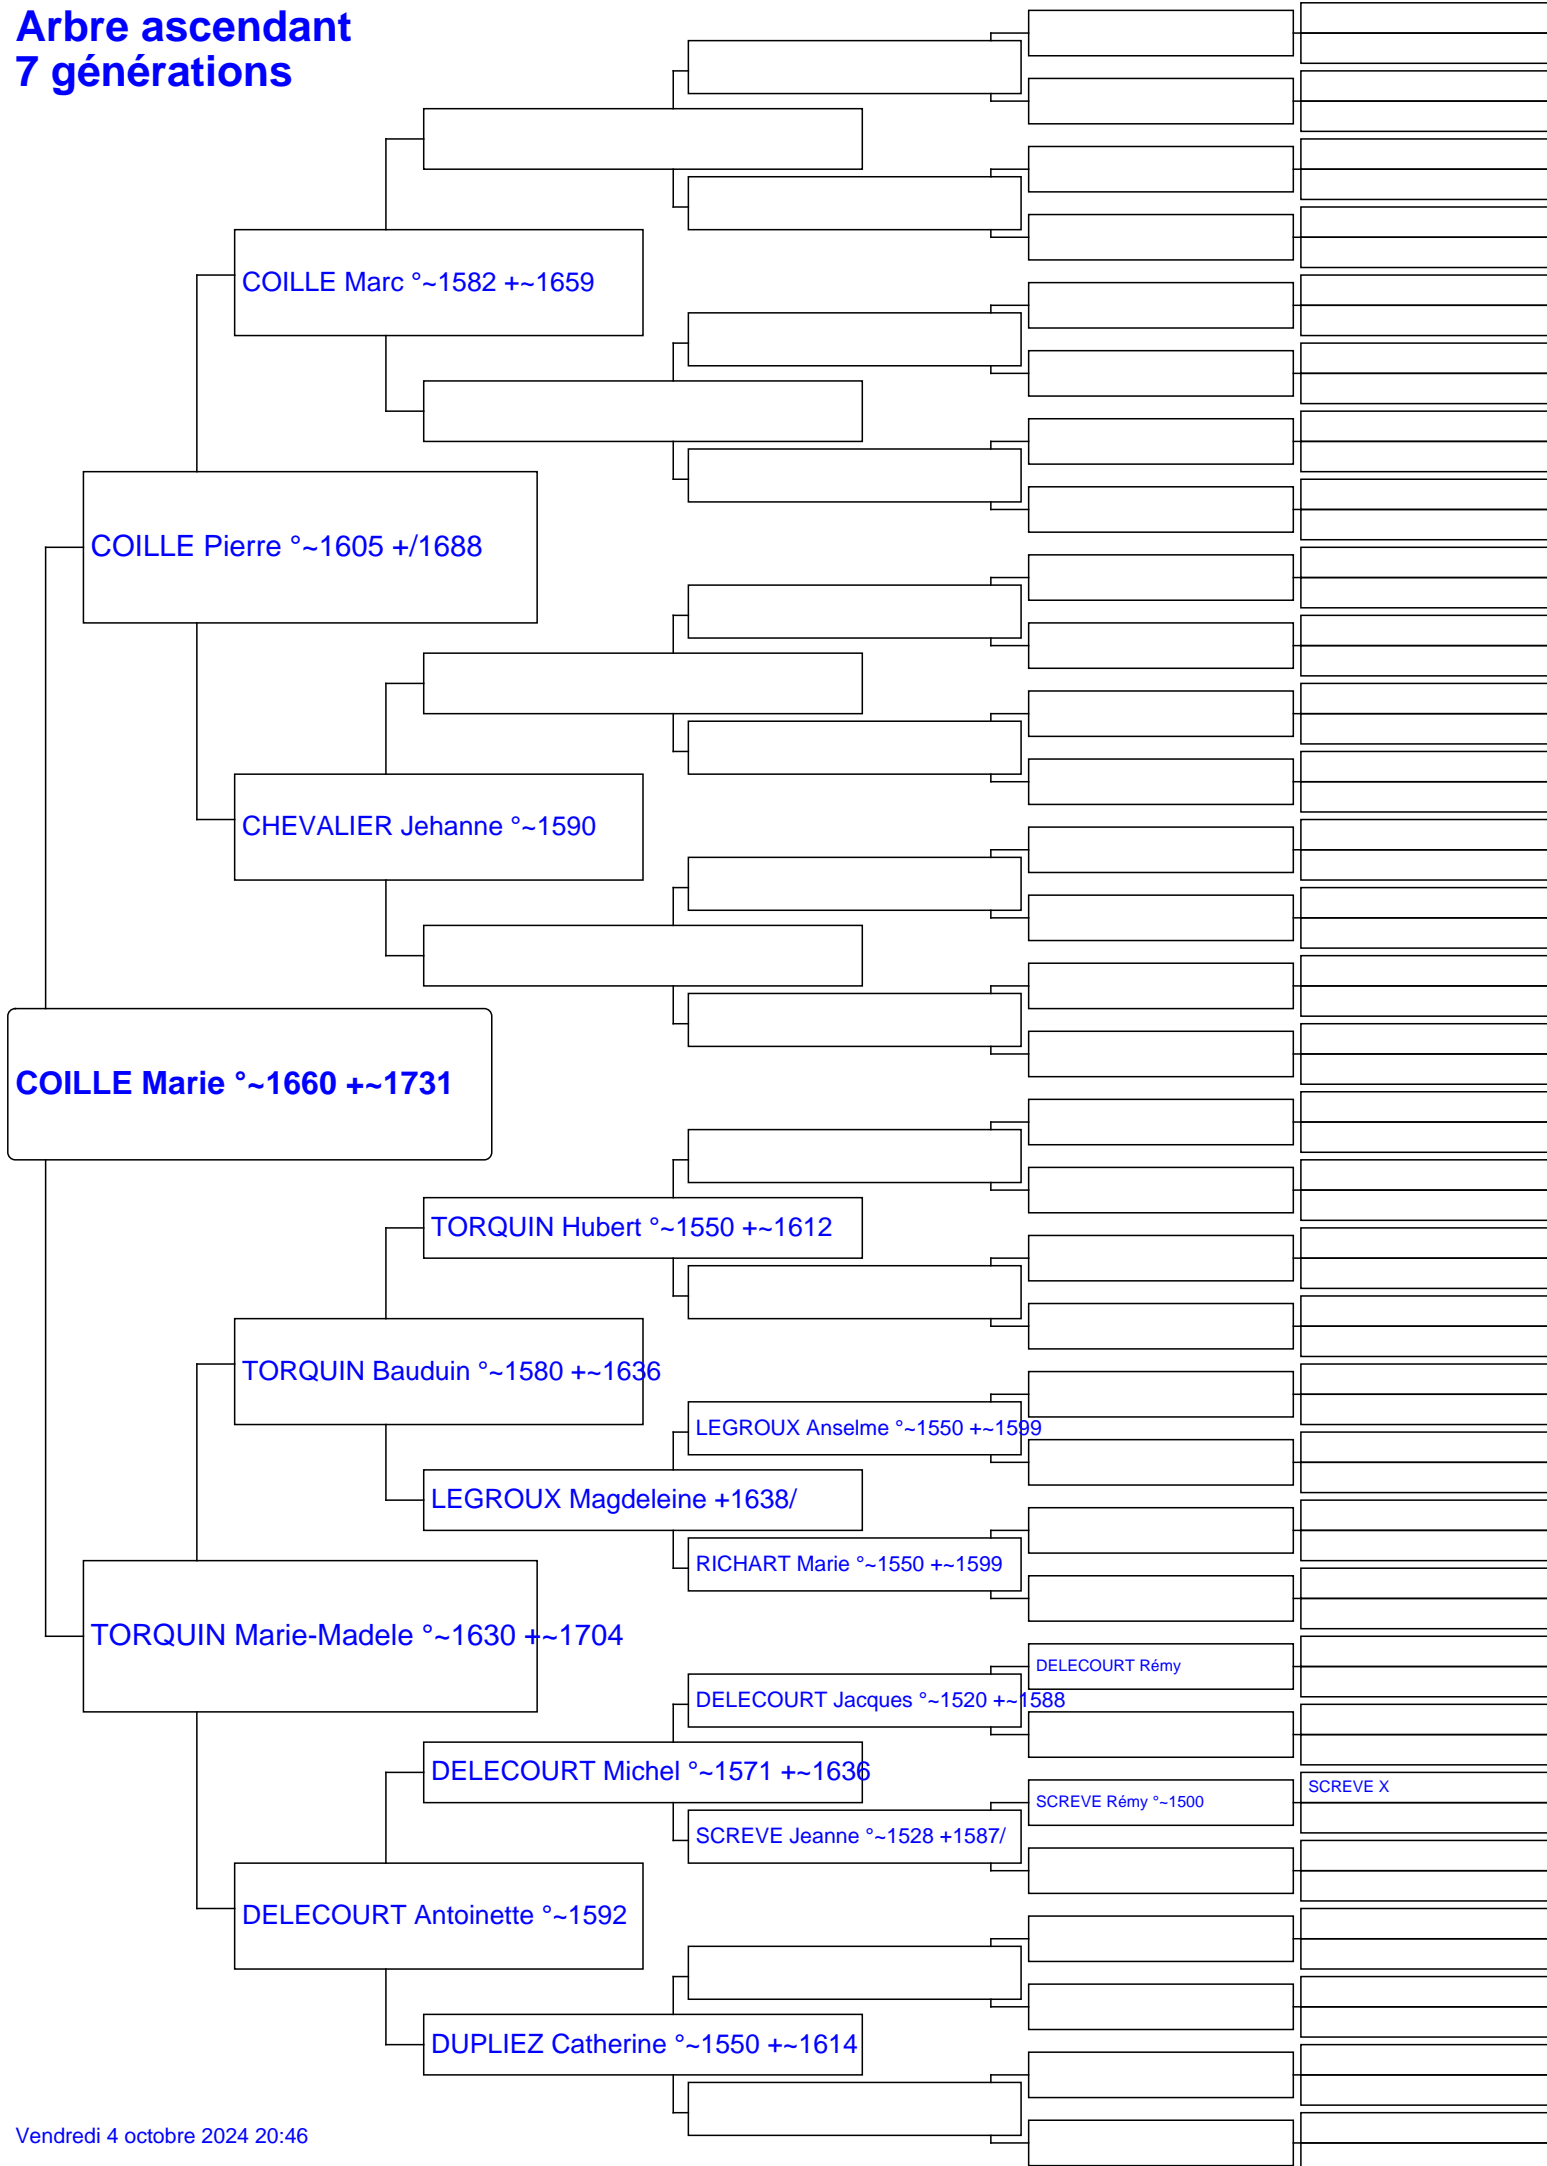 Arbre ascendant
7 générations
COILLE Marc °~1582 +~1659
COILLE Pierre °~1605 +/1688
CHEVALIER Jehanne °~1590
COILLE Marie °~1660 +~1731
TORQUIN Hubert °~1550 +~1612
TORQUIN Bauduin °~1580 +~1636
LEGROUX Anselme °~1550 +~1599
LEGROUX Magdeleine +1638/
RICHART Marie °~1550 +~1599
TORQUIN Marie-Madele °~1630 +~1704
DELECOURT Rémy
DELECOURT Jacques °~1520 +~1588
DELECOURT Michel °~1571 +~1636
SCREVE X
SCREVE Rémy °~1500
SCREVE Jeanne °~1528 +1587/
DELECOURT Antoinette °~1592
DUPLIEZ Catherine °~1550 +~1614
Vendredi 4 octobre 2024 20:46